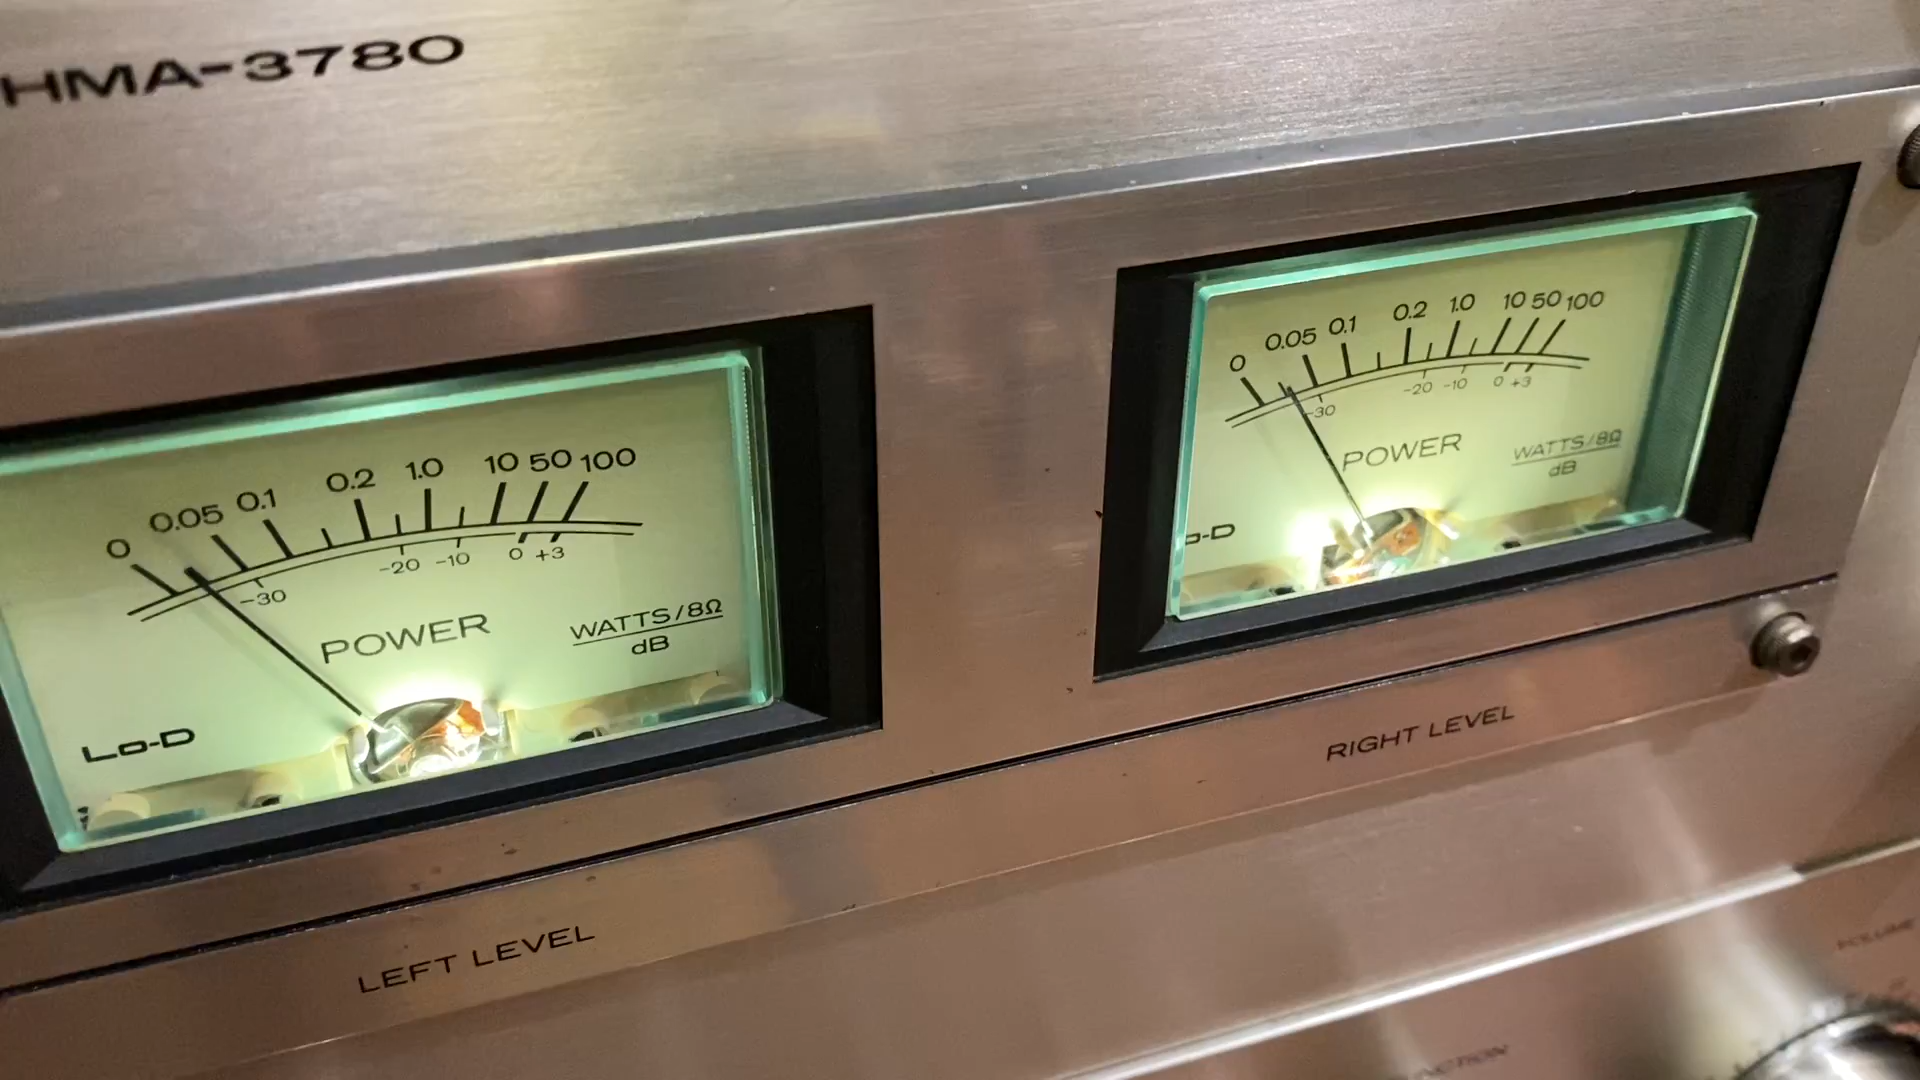 HMA-3780
0 0.05 0.1 0.2 1.0 10 50 100
-30 -20 -10 0 +3
POWER
WATTS/8Ω
dB
Lo-D
LEFT LEVEL
0 0.05 0.1 0.2 1.0 10 50 100
-30 -20 -10 0 +3
POWER
WATTS/8Ω
dB
o-D
RIGHT LEVEL
VOLUME